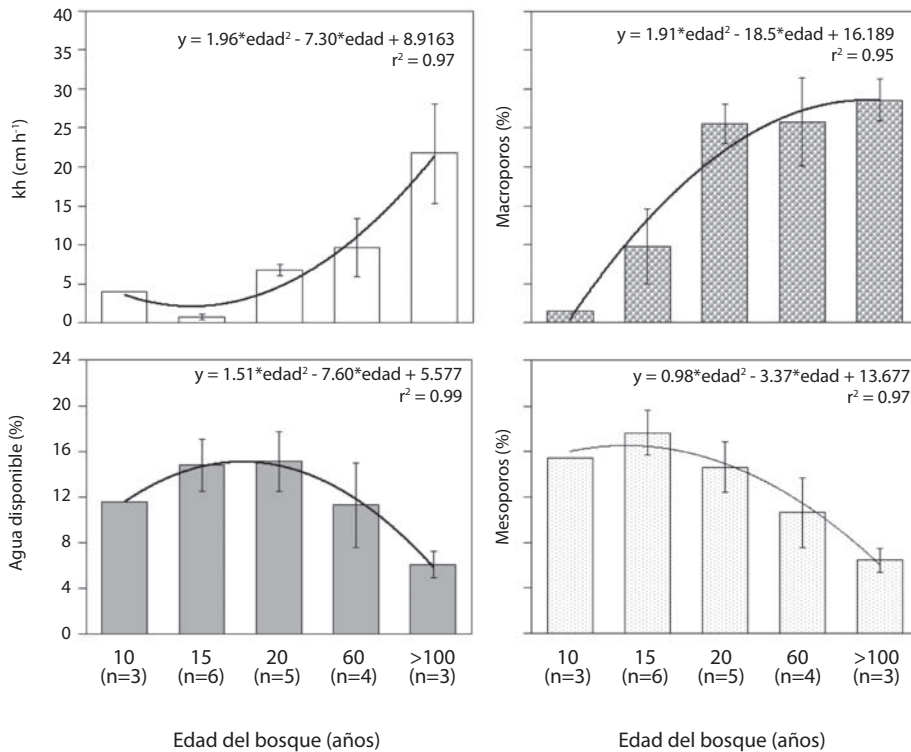 y = 1.96*edad² - 7.30*edad + 8.9163
r² = 0.97
kh (cm h⁻¹)
40
35
30
25
20
15
10
5
0
y = 1.91*edad² - 18.5*edad + 16.189
r² = 0.95
Macroporos (%)
y = 1.51*edad² - 7.60*edad + 5.577
r² = 0.99
Agua disponible (%)
24
20
16
12
8
4
0
y = 0.98*edad² - 3.37*edad + 13.677
r² = 0.97
Mesoporos (%)
10 15 20 60 >100
(n=3) (n=6) (n=5) (n=4) (n=3)
Edad del bosque (años)
10 15 20 60 >100
(n=3) (n=6) (n=5) (n=4) (n=3)
Edad del bosque (años)